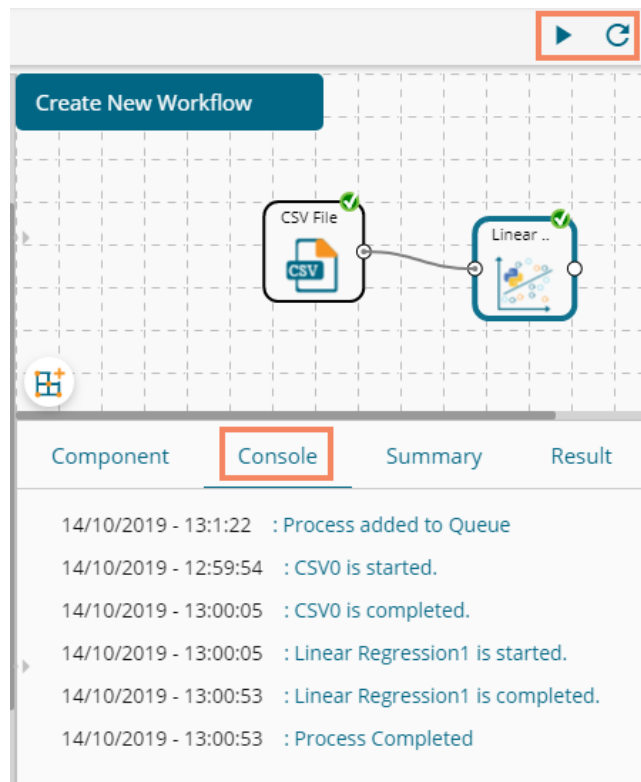 Create New Workflow
CSV File
CSV
Linear ..
Component Console Summary Result
14/10/2019 - 13:1:22 : Process added to Queue
14/10/2019 - 12:59:54 : CSV0 is started.
14/10/2019 - 13:00:05 : CSV0 is completed.
14/10/2019 - 13:00:05 : Linear Regression1 is started.
14/10/2019 - 13:00:53 : Linear Regression1 is completed.
14/10/2019 - 13:00:53 : Process Completed